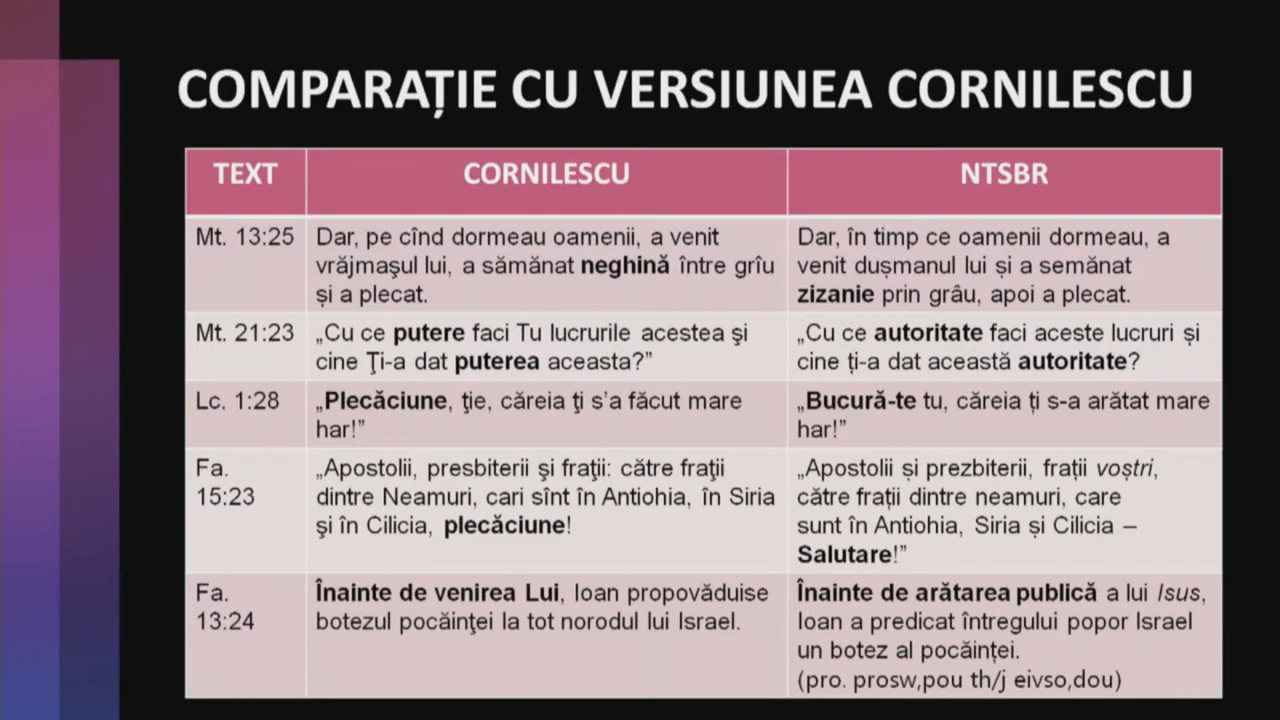 COMPARAȚIE CU VERSIUNEA CORNILESCU
TEXT
CORNILESCU
NTSBR
Mt. 13:25
Dar, pe cînd dormeau oamenii, a venit
vrăjmaşul lui, a sămănat neghină între grîu
și a plecat.
Dar, în timp ce oamenii dormeau, a
venit dușmanul lui și a semănat
zizanie prin grâu, apoi a plecat.
Mt. 21:23
„Cu ce putere faci Tu lucrurile acestea şi
cine Ţi-a dat puterea aceasta?”
„Cu ce autoritate faci aceste lucruri și
cine ți-a dat această autoritate?
Lc. 1:28
„Plecăciune, ţie, căreia ţi s’a făcut mare
har!”
„Bucură-te tu, căreia ți s-a arătat mare
har!”
Fa.
15:23
„Apostolii, presbiterii şi fraţii: către fraţii
dintre Neamuri, cari sînt în Antiohia, în Siria
şi în Cilicia, plecăciune!
„Apostolii și prezbiterii, frații voștri,
către frații dintre neamuri, care
sunt în Antiohia, Siria și Cilicia –
Salutare!”
Fa.
13:24
Înainte de venirea Lui, Ioan propovăduise
botezul pocăinţei la tot norodul lui Israel.
Înainte de arătarea publică a lui Isus,
Ioan a predicat întregului popor Israel
un botez al pocăinței.
(pro. prosw,pou th/j eivso,dou)